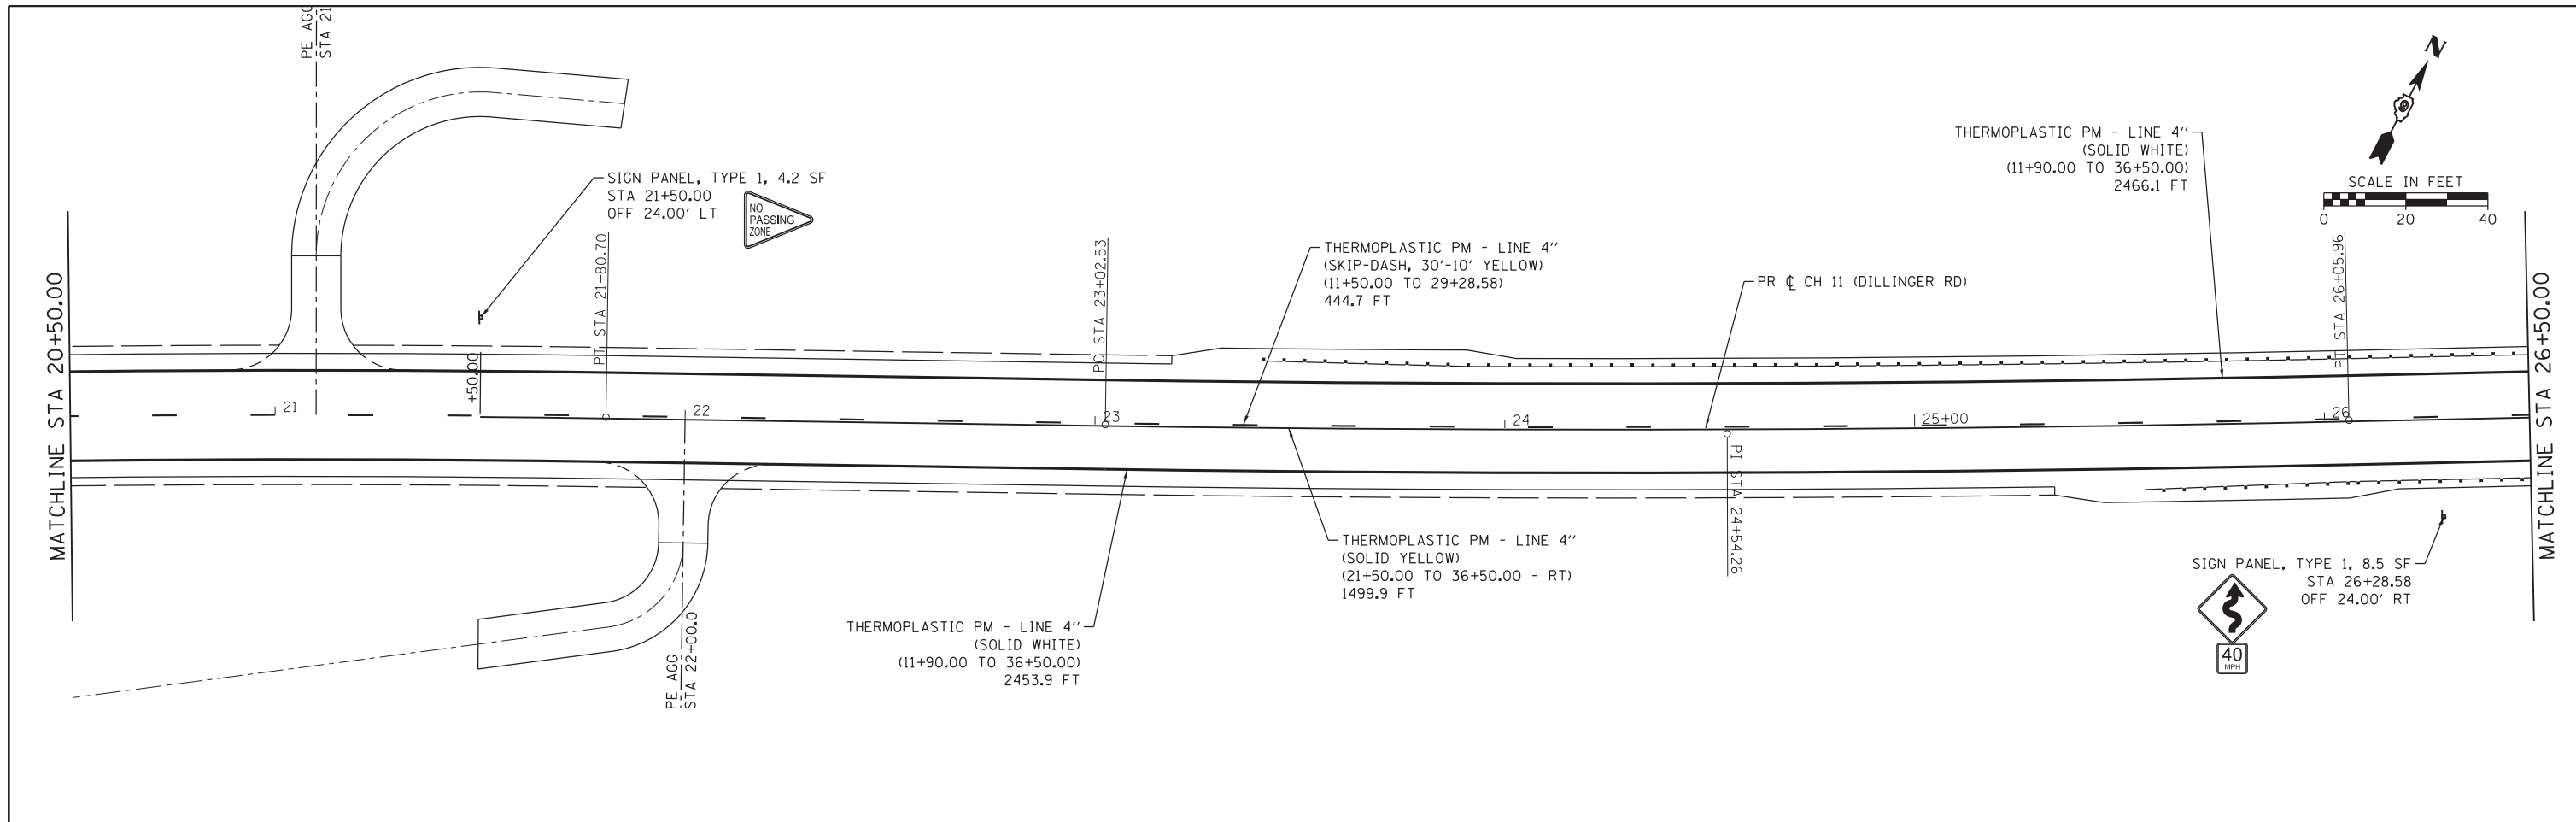 PE AGG
STA 21
N
THERMOPLASTIC PM - LINE 4''
(SOLID WHITE)
(11+90.00 TO 36+50.00)
2466.1 FT
SCALE IN FEET
0 20 40
SIGN PANEL, TYPE 1, 4.2 SF
STA 21+50.00
OFF 24.00' LT
NO
PASSING
ZONE
THERMOPLASTIC PM - LINE 4''
(SKIP-DASH, 30'-10' YELLOW)
(11+50.00 TO 29+28.58)
444.7 FT
PR ℄ CH 11 (DILLINGER RD)
MATCHLINE STA 20+50.00
PT STA 21+80.70
PC STA 23+02.53
PT STA 26+05.96
MATCHLINE STA 26+50.00
+50.00
21
22
23
24
25+00
26
PI STA 24+54.26
THERMOPLASTIC PM - LINE 4''
(SOLID YELLOW)
(21+50.00 TO 36+50.00 - RT)
1499.9 FT
SIGN PANEL, TYPE 1, 8.5 SF
STA 26+28.58
OFF 24.00' RT
40
MPH
THERMOPLASTIC PM - LINE 4''
(SOLID WHITE)
(11+90.00 TO 36+50.00)
2453.9 FT
PE AGG
STA 22+00.0